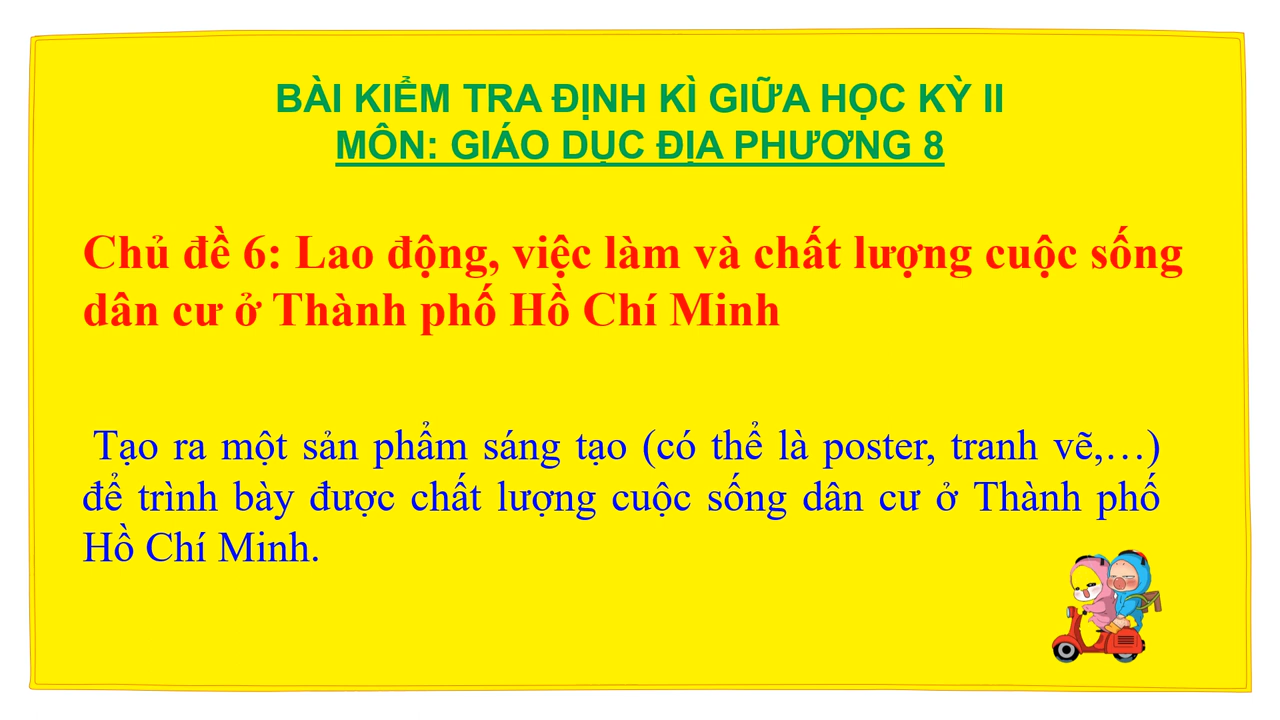 BÀI KIỂM TRA ĐỊNH KÌ GIỮA HỌC KỲ II
MÔN: GIÁO DỤC ĐỊA PHƯƠNG 8
Chủ đề 6: Lao động, việc làm và chất lượng cuộc sống
dân cư ở Thành phố Hồ Chí Minh
Tạo ra một sản phẩm sáng tạo (có thể là poster, tranh vẽ,…)
để trình bày được chất lượng cuộc sống dân cư ở Thành phố
Hồ Chí Minh.